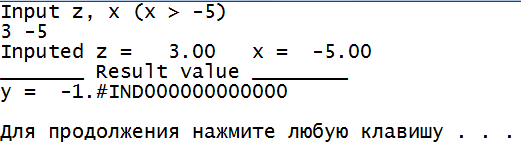 Input z, x (x > -5)
3 -5
Inputed z =   3.00   x =  -5.00
_______ Result value ________
y =  -1.#IND000000000000
Для продолжения нажмите любую клавишу . . .